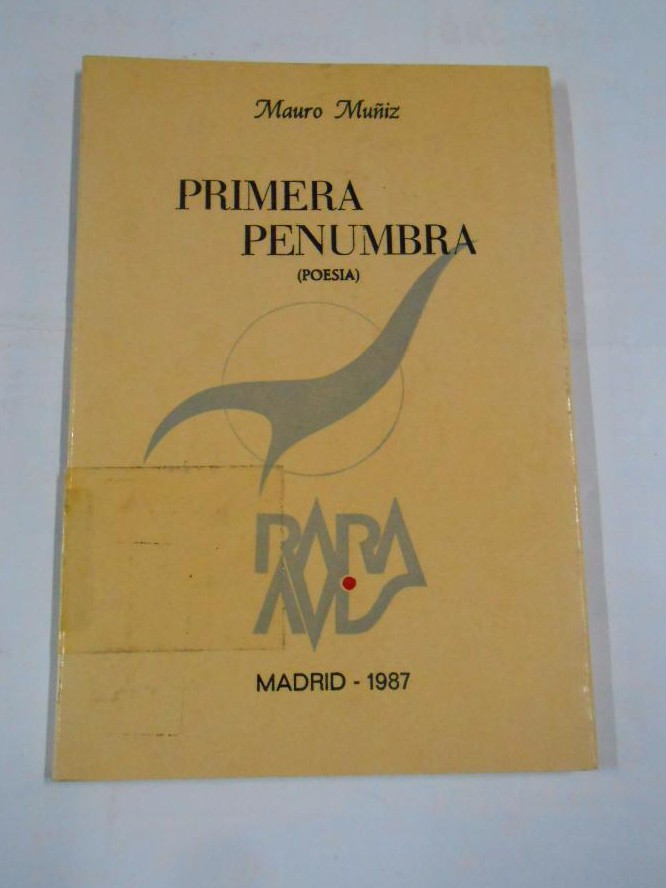 Mauro Muñiz
PRIMERA
PENUMBRA
(POESIA)
RARA
AVIS
MADRID - 1987